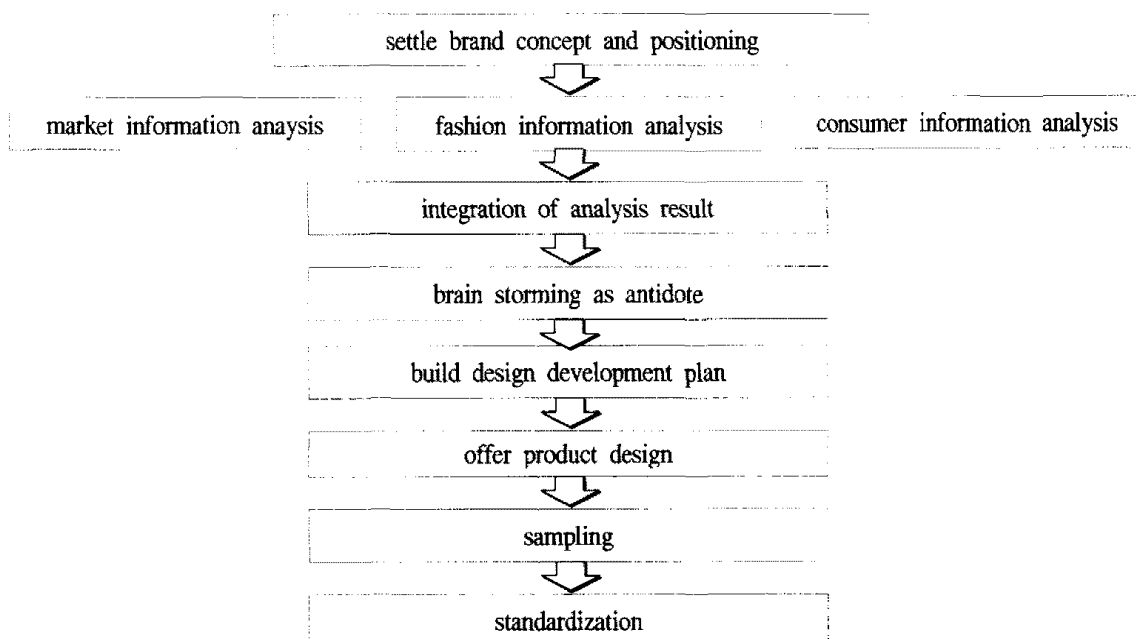 settle brand concept and positioning
market information anaysis
fashion information analysis
consumer information analysis
integration of analysis result
brain storming as antidote
build design development plan
offer product design
sampling
standardization